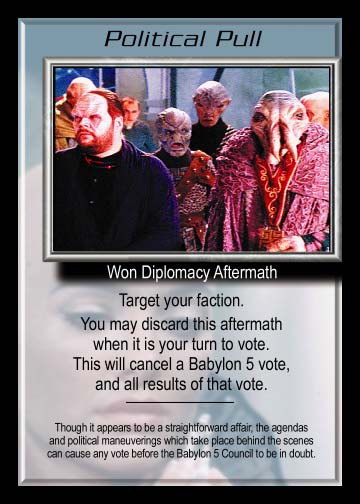 Political Pull
Won Diplomacy Aftermath
Target your faction.
You may discard this aftermath
when it is your turn to vote.
This will cancel a Babylon 5 vote,
and all results of that vote.
Though it appears to be a straightforward affair, the agendas
and political maneuverings which take place behind the scenes
can cause any vote before the Babylon 5 Council to be in doubt.